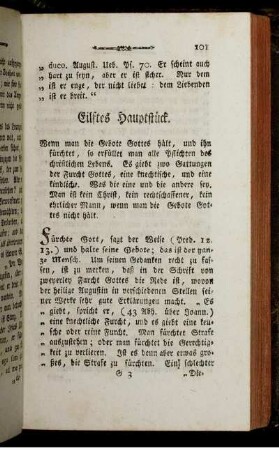 101
„ duco. August. Ueb. Ps. 70. Er scheint auch
„ hart zu seyn, aber er ist sicher. Nur dem
„ ist er enge, der nicht liebet: dem Liebenden
„ ist er breit. “
Eilftes Hauptstück.
Wenn man die Gebote Gottes hält, und ihn
fürchtet, so erfüllet man alle Pflichten des
christlichen Lebens. Es giebt zwo Gattungen
der Furcht Gottes, eine knechtliche, und eine
kindliche. Was die eine und die andere sey.
Man ist kein Christ, kein rechtschaffener, kein
ehrlicher Mann, wenn man die Gebote Got-
tes nicht hält.
Fürchte Gott, sagt der Weise (Pred. 12.
13.) und halte seine Gebote; das ist der gan-
ze Mensch. Um seinen Gedanken recht zu fas-
sen, ist zu merken, daß in der Schrift von
zweyerley Furcht Gottes die Rede ist, wovon
der heilige Augustin in verschiedenen Stellen sei-
ner Werke sehr gute Erklärungen macht. „ Es
„ giebt, spricht er, (43 Abh. über Joann.)
„ eine knechtliche Furcht, und es giebt eine keu-
„ sche oder reine Furcht. Man fürchtet Strafe
„ auszustehen; oder man fürchtet die Gerechtig-
„ keit zu verlieren. Ist es denn aber etwas gro-
„ ßes, die Strafe zu fürchten. Ein schlechter
G 3 „ Die-